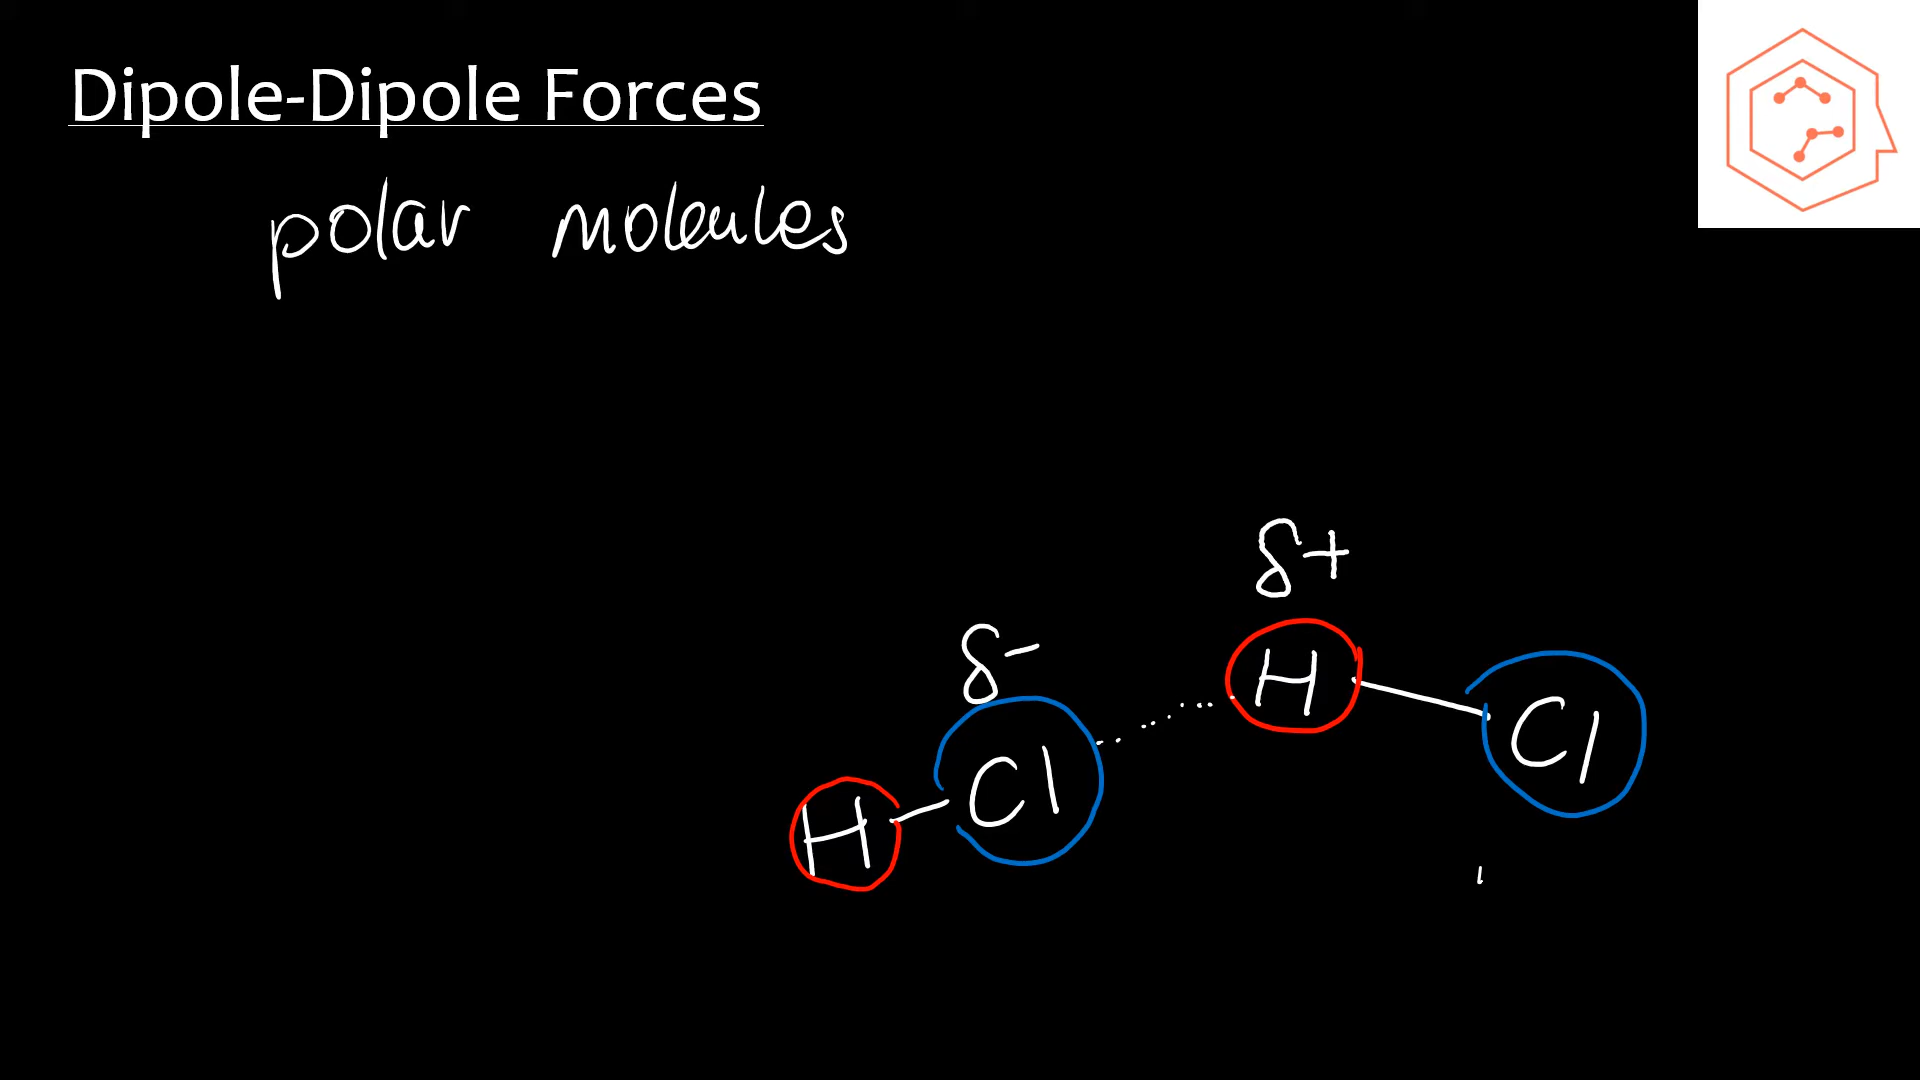 Dipole-Dipole Forces
polar molecules
δ+
δ-
H
Cl
Cl
H